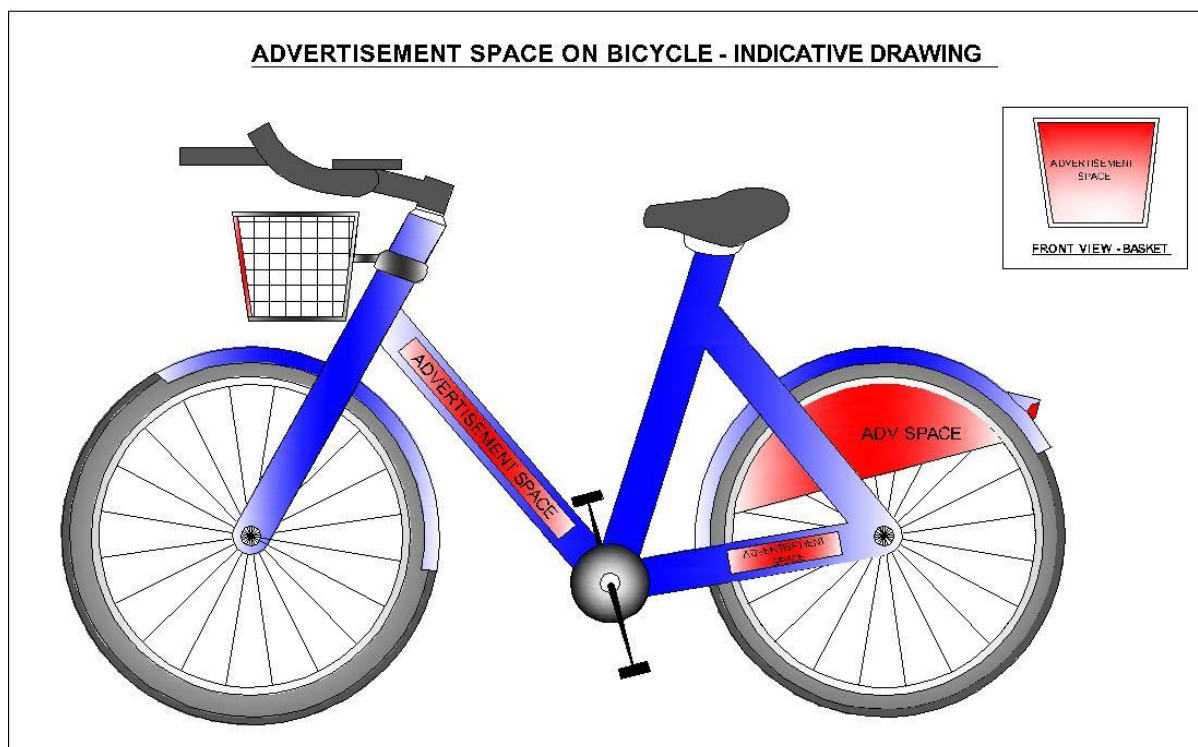 ADVERTISEMENT SPACE ON BICYCLE - INDICATIVE DRAWING
ADVERTISEMENT
SPACE
FRONT VIEW - BASKET
ADVERTISEMENT SPACE
ADV SPACE
ADVERTISEMENT
SPACE